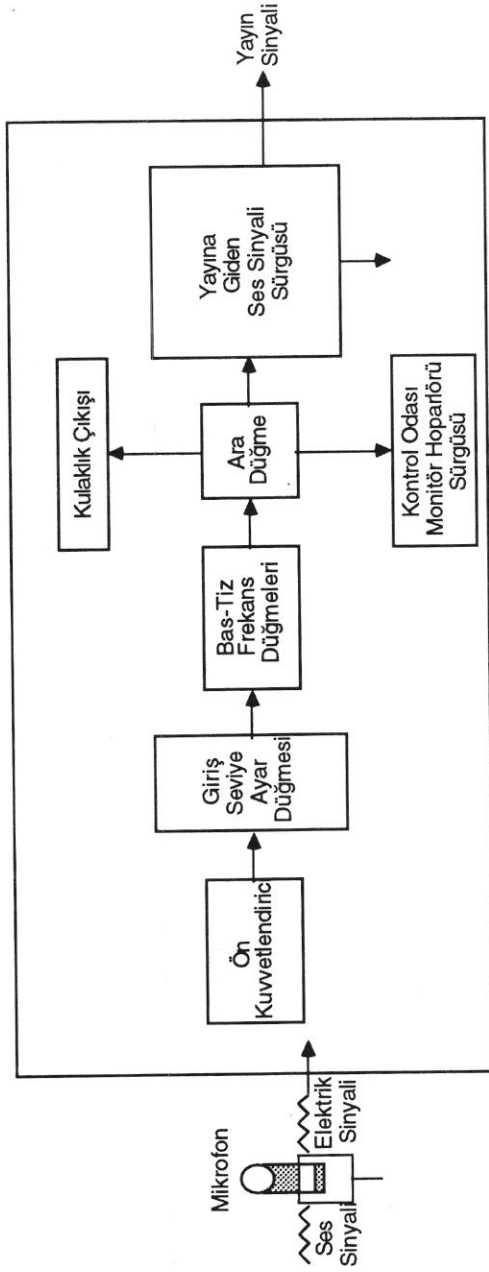 Mikrofon
Ses
Sinyali
Elektrik
Sinyali
Ön
Kuvvetlendirici
Giriş
Seviye
Ayar
Düğmesi
Bas-Tiz
Frekans
Düğmeleri
Ara
Düğme
Kulaklık Çıkışı
Kontrol Odası
Monitör Hoparlörü
Sürgüsü
Yayına
Giden
Ses Sinyali
Sürgüsü
Yayın
Sinyali